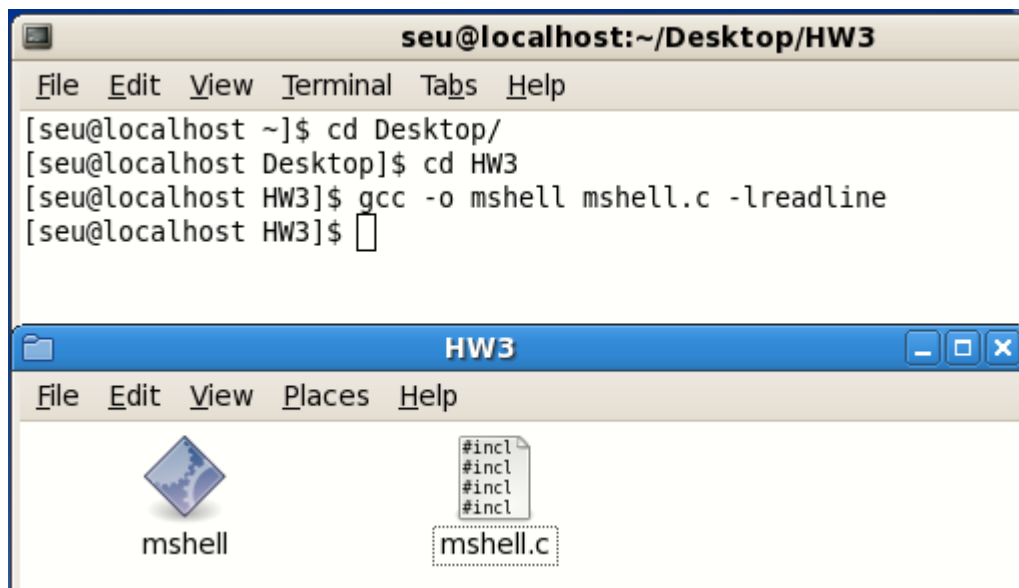 seu@localhost:~/Desktop/HW3
File Edit View Terminal Tabs Help
[seu@localhost ~]$ cd Desktop/
[seu@localhost Desktop]$ cd HW3
[seu@localhost HW3]$ gcc -o mshell mshell.c -lreadline
[seu@localhost HW3]$
HW3
File Edit View Places Help
#incl
#incl
#incl
#incl
mshell mshell.c